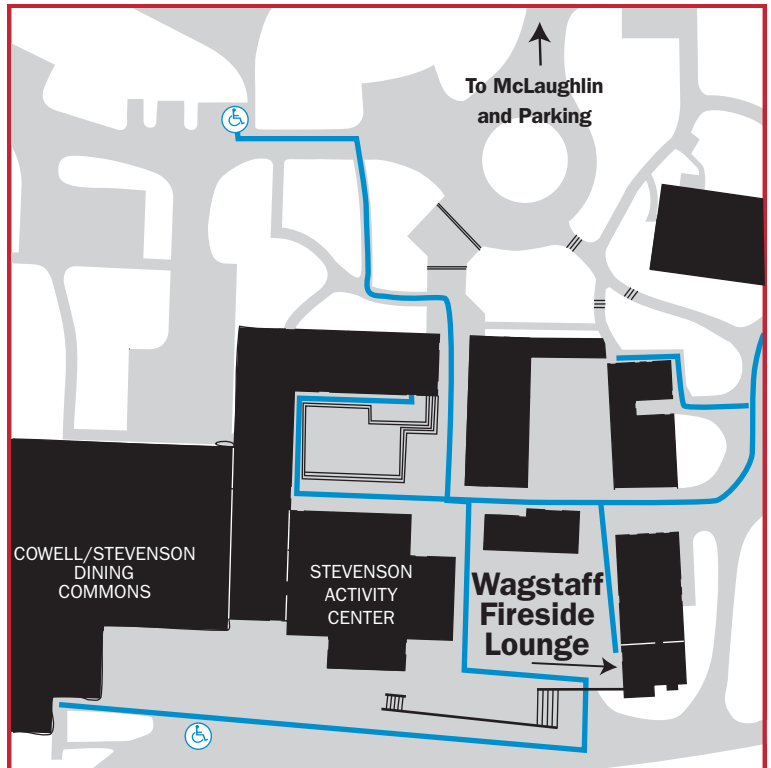 To McLaughlin
and Parking
COWELL/STEVENSON
DINING
COMMONS
STEVENSON
ACTIVITY
CENTER
Wagstaff
Fireside
Lounge